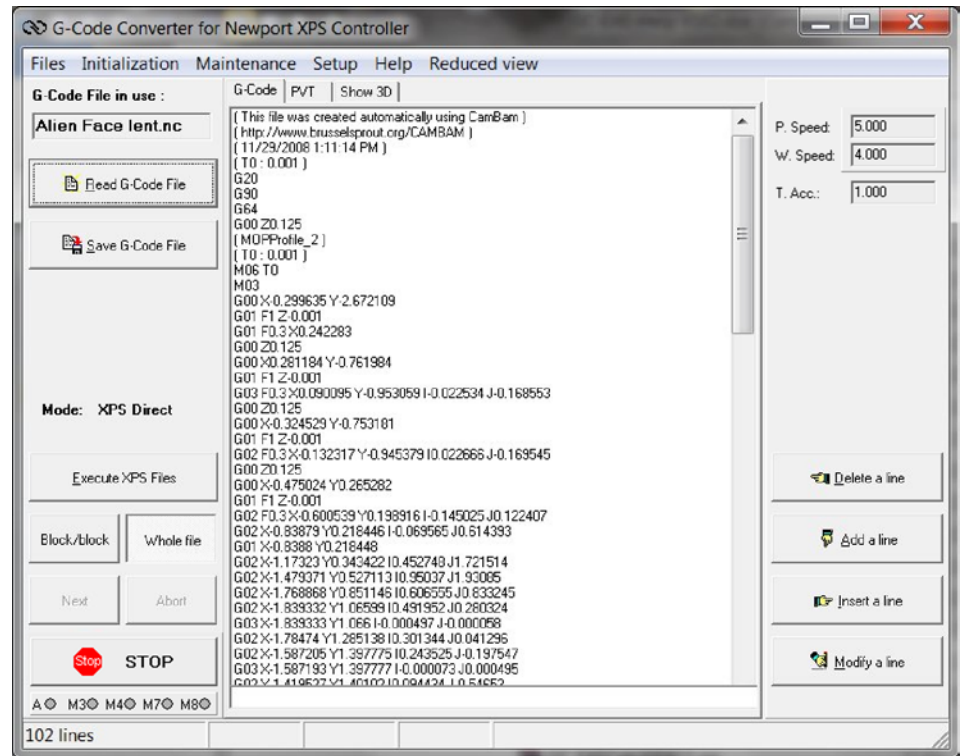 G-Code Converter for Newport XPS Controller
Files Initialization Maintenance Setup Help Reduced view
G-Code File in use :
Alien Face lent.nc
Read G-Code File
Save G-Code File
Mode: XPS Direct
Execute XPS Files
Block/block Whole file
Next Abort
Stop STOP
A M3 M4 M7 M8
G-Code PVT Show 3D
( This file was created automatically using CamBam )
( http://www.brusselsprout.org/CAMBAM )
( 11/29/2008 1:11:14 PM )
( T0 : 0.001 )
G20
G90
G64
G00 Z0.125
( MOPProfile_2 )
( T0 : 0.001 )
M06 T0
M03
G00 X-0.299635 Y-2.672109
G01 F1 Z-0.001
G01 F0.3 X0.242283
G00 Z0.125
G00 X0.281184 Y-0.761984
G01 F1 Z-0.001
G03 F0.3 X0.090095 Y-0.953059 I-0.022534 J-0.168553
G00 Z0.125
G00 X-0.324529 Y-0.753181
G01 F1 Z-0.001
G02 F0.3 X-0.132317 Y-0.945379 I0.022666 J-0.169545
G00 Z0.125
G00 X-0.475024 Y0.265282
G01 F1 Z-0.001
G02 F0.3 X-0.600539 Y0.198916 I-0.145025 J0.122407
G02 X-0.83879 Y0.218446 I-0.069565 J0.614393
G01 X-0.8388 Y0.218448
G02 X-1.17323 Y0.343422 I0.452748 J1.721514
G02 X-1.479371 Y0.527113 I0.95037 J1.93085
G02 X-1.768868 Y0.851146 I0.606555 J0.833245
G02 X-1.839332 Y1.06599 I0.491952 J0.280324
G03 X-1.839333 Y1.066 I-0.000497 J-0.000058
G02 X-1.78474 Y1.285138 I0.301344 J0.041296
G02 X-1.587205 Y1.397775 I0.243525 J-0.197547
G03 X-1.587193 Y1.397777 I-0.000073 J0.000495
P. Speed: 5.000
W. Speed: 4.000
T. Acc.: 1.000
Delete a line
Add a line
Insert a line
Modify a line
102 lines